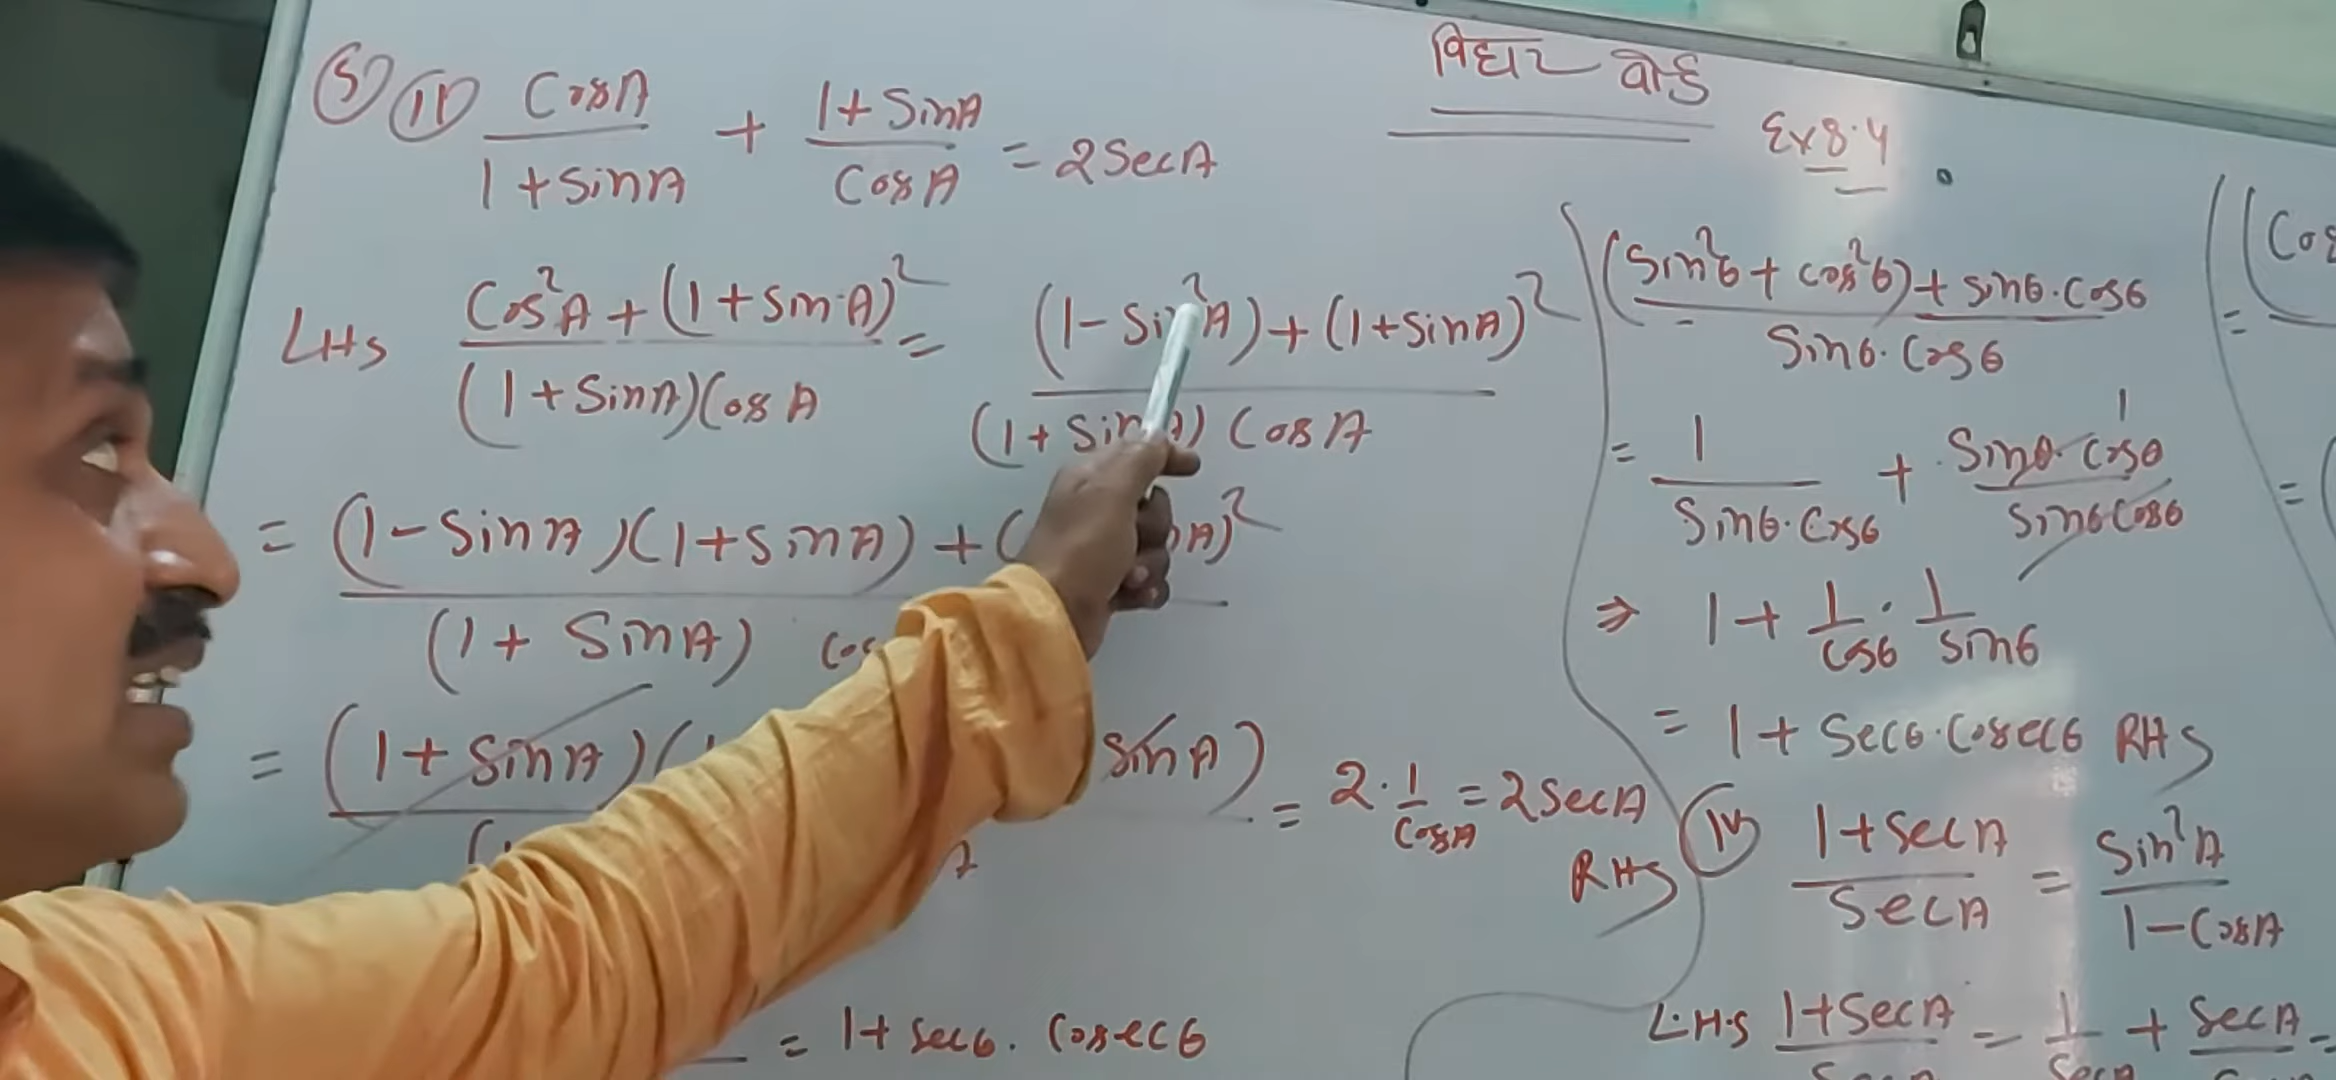 (5) (ii) CosA / 1+SinA + 1+SinA / CosA = 2SecA
LHS Cos²A + (1+SinA)² / (1+SinA)CosA = (1-Sin²A)+(1+SinA)² / (1+SinA) CosA
= (1-SinA)(1+SinA) + ( A)² / (1+SinA)
= (1+SinA)( SinA) = 2·1/CosA = 2SecA
RHS
= 1+Secθ. Cosecθ
बिहार बोर्ड
Ex 8.4
(Sin²θ + Cos²θ)+Sinθ.Cosθ / Sinθ.Cosθ
= 1 / Sinθ.Cosθ + Sinθ.Cosθ / SinθCosθ 1
⇒ 1 + 1/Cosθ · 1/Sinθ
= 1 + Secθ.Cosecθ RHS
(iv) 1+SecA / SecA = Sin²A / 1-CosA
L.H.S 1+SecA / SecA = 1 / SecA + SecA =
=
=